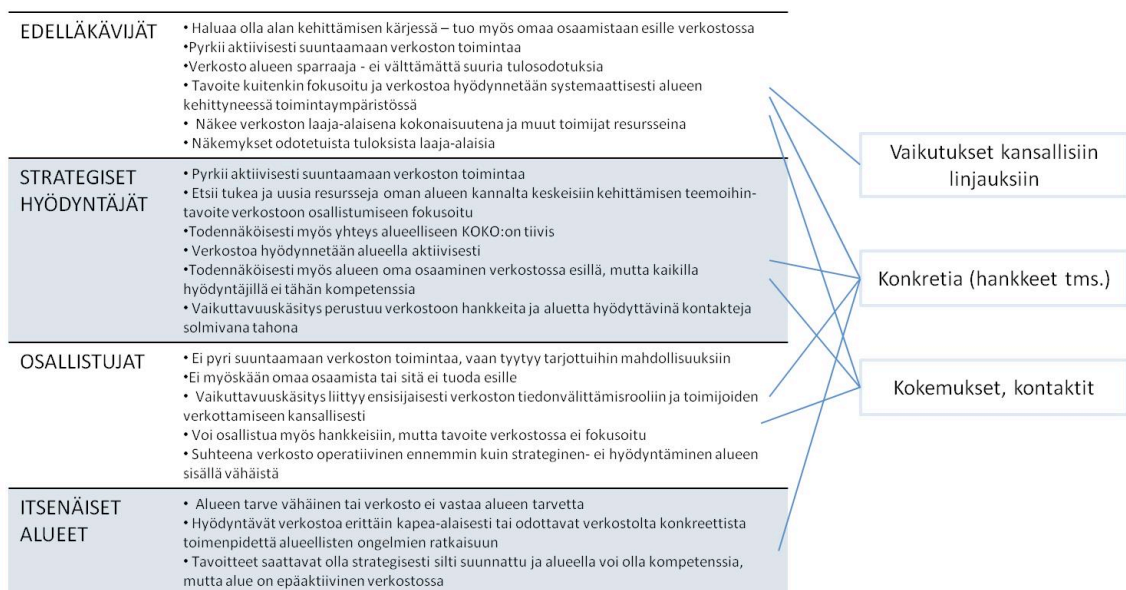 EDELLÄKÄVIJÄT
• Haluaa olla alan kehittämisen kärjessä – tuo myös omaa osaamistaan esille verkostossa
•Pyrkii aktiivisesti suuntaamaan verkoston toimintaa
•Verkosto alueen sparraaja - ei välttämättä suuria tulosodotuksia
• Tavoite kuitenkin fokusoitu ja verkostoa hyödynnetään systemaattisesti alueen
kehittyneessä toimintaympäristössä
• Näkee verkoston laaja-alaisena kokonaisuutena ja muut toimijat resursseina
• Näkemykset odotetuista tuloksista laaja-alaisia
STRATEGISET
HYÖDYNTÄJÄT
• Pyrkii aktiivisesti suuntaamaan verkoston toimintaa
• Etsii tukea ja uusia resursseja oman alueen kannalta keskeisiin kehittämisen teemoihin-
tavoite verkostoon osallistumiseen fokusoitu
•Todennäköisesti myös yhteys alueelliseen KOKO:on tiivis
• Verkostoa hyödynnetään alueella aktiivisesti
•Todennäköisesti myös alueen oma osaaminen verkostossa esillä, mutta kaikilla
hyödyntäjillä ei tähän kompetenssia
• Vaikuttavuuskäsitys perustuu verkostoon hankkeita ja aluetta hyödyttävinä kontakteja
solmivana tahona
OSALLISTUJAT
• Ei pyri suuntaamaan verkoston toimintaa, vaan tyytyy tarjottuihin mahdollisuuksiin
•Ei myöskään omaa osaamista tai sitä ei tuoda esille
• Vaikuttavuuskäsitys liittyy ensisijaisesti verkoston tiedonvälittämisrooliin ja toimijoiden
verkottamiseen kansallisesti
• Voi osallistua myös hankkeisiin, mutta tavoite verkostossa ei fokusoitu
• Suhteena verkosto operatiivinen ennemmin kuin strateginen- ei hyödyntäminen alueen
sisällä vähäistä
ITSENÄISET
ALUEET
• Alueen tarve vähäinen tai verkosto ei vastaa alueen tarvetta
• Hyödyntävät verkostoa erittäin kapea-alaisesti tai odottavat verkostolta konkreettista
toimenpidettä alueellisten ongelmien ratkaisuun
• Tavoitteet saattavat olla strategisesti silti suunnattu ja alueella voi olla kompetenssia,
mutta alue on epäaktiivinen verkostossa
Vaikutukset kansallisiin
linjauksiin
Konkretia (hankkeet tms.)
Kokemukset, kontaktit